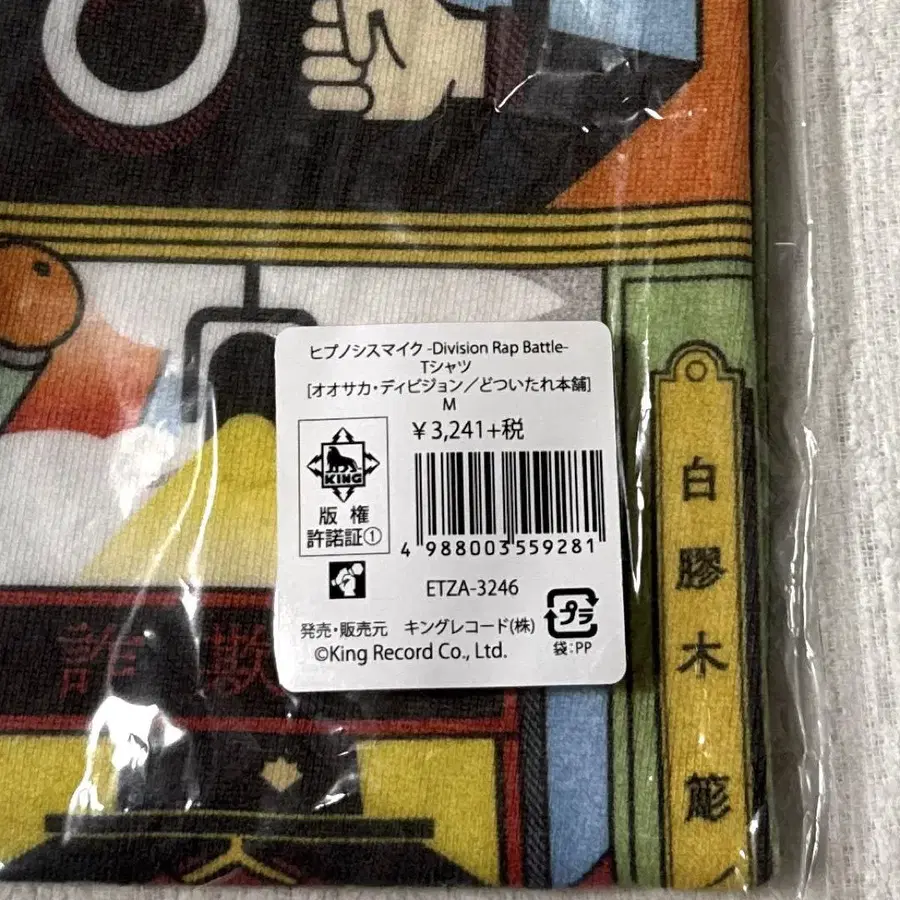 ヒプノシスマイク -Division Rap Battle-
Tシャツ
[オオサカ・ディビジョン／どついたれ本舗]
M
¥3,241+税
KING
版権
許諾証①
4 988003 559281
ETZA-3246
プラ
袋:PP
発売・販売元 キングレコード(株)
©King Record Co., Ltd.
詐欺
白膠木簓